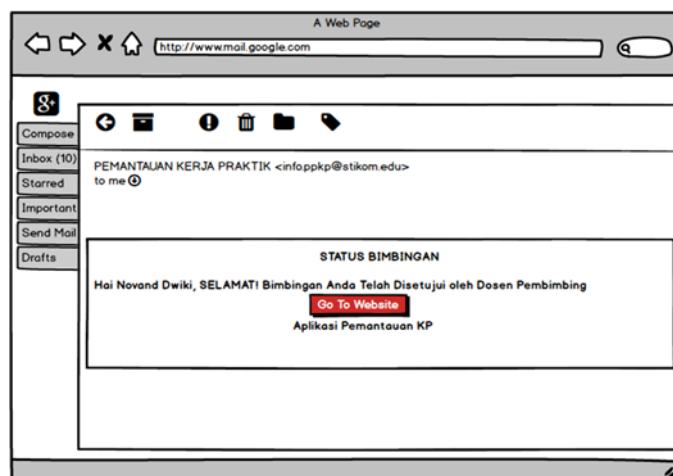 A Web Page
http://www.mail.google.com
g+
Compose
Inbox (10)
Starred
Important
Send Mail
Drafts
PEMANTAUAN KERJA PRAKTIK <info.ppkp@stikom.edu>
to me
STATUS BIMBINGAN
Hai Novand Dwiki, SELAMAT! Bimbingan Anda Telah Disetujui oleh Dosen Pembimbing
Go To Website
Aplikasi Pemantauan KP